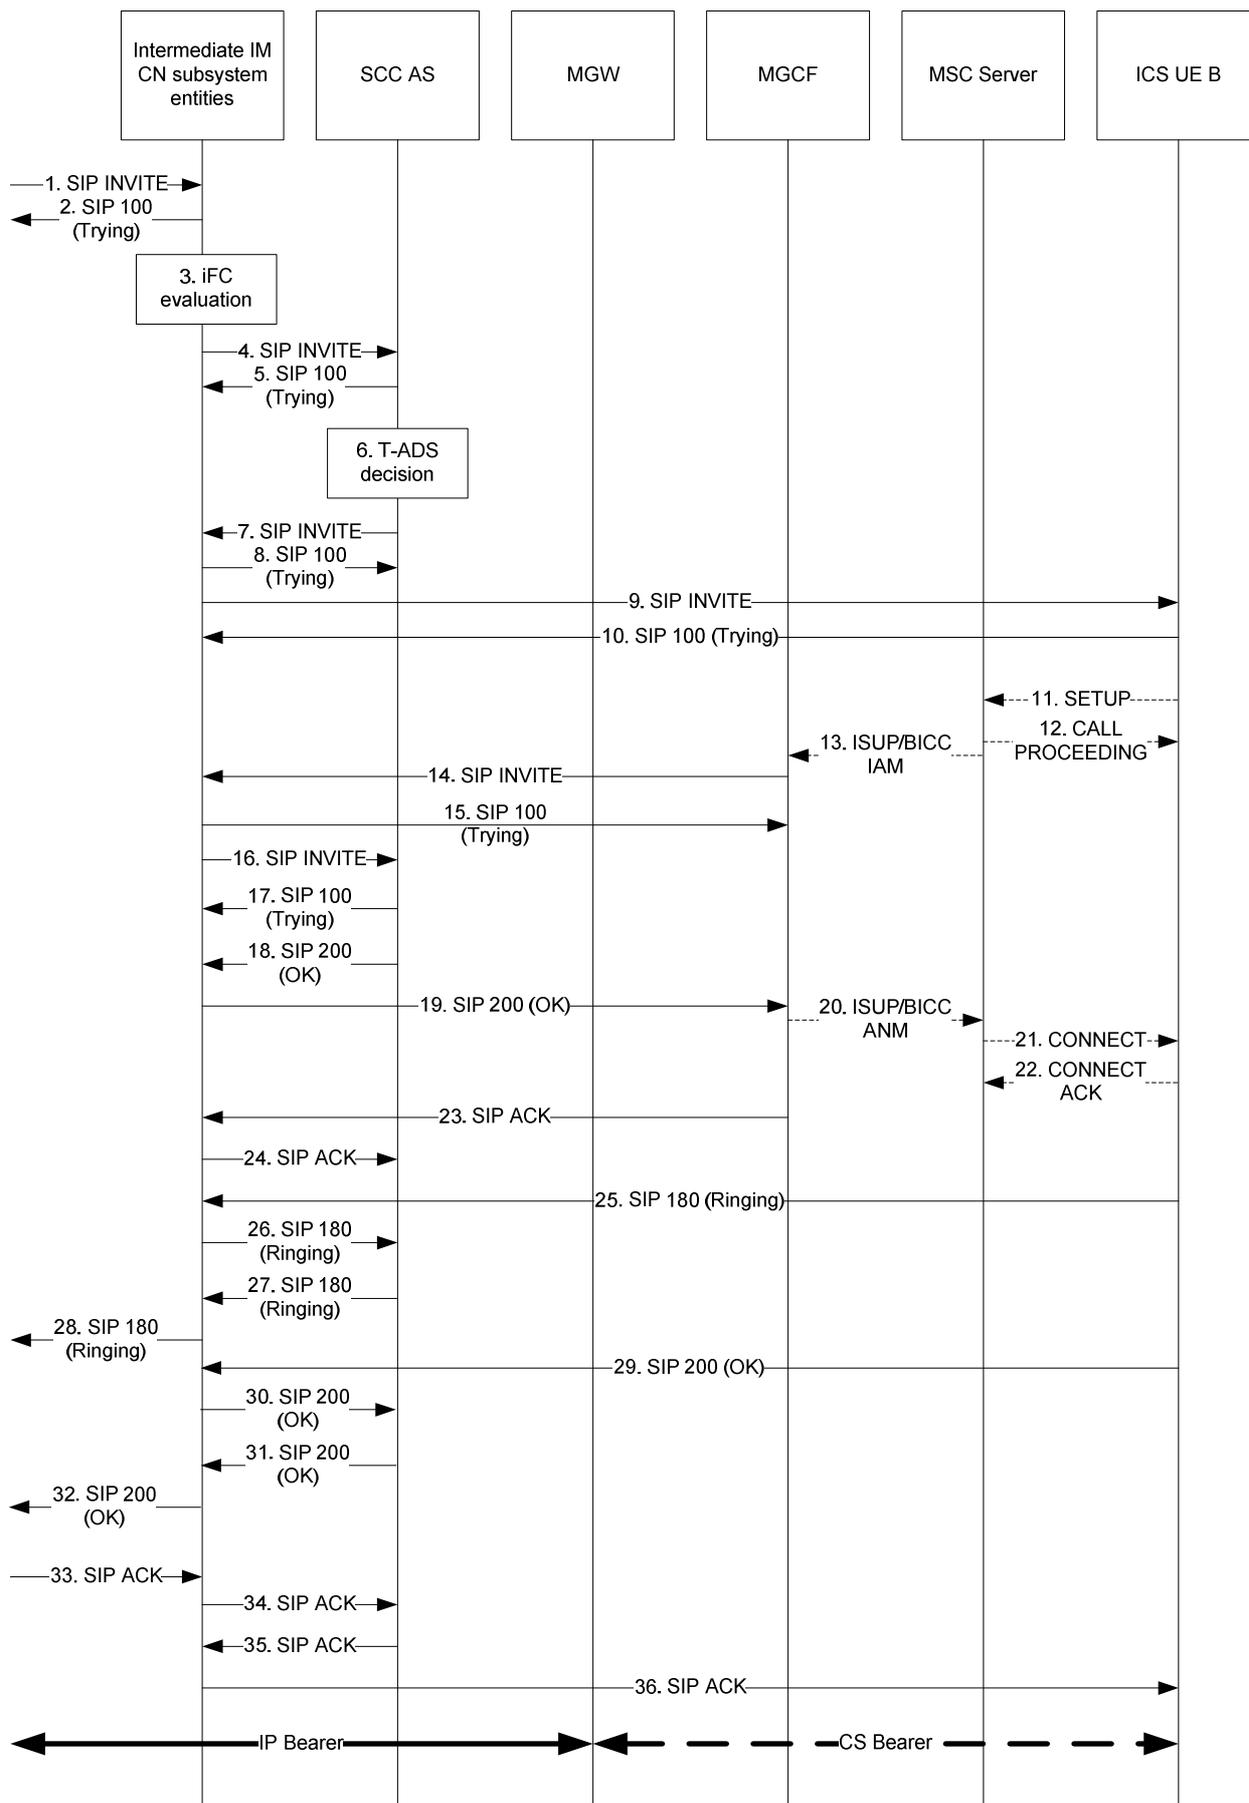 Intermediate IM
CN subsystem
entities
SCC AS
MGW
MGCF
MSC Server
ICS UE B
1. SIP INVITE
2. SIP 100
(Trying)
3. iFC
evaluation
4. SIP INVITE
5. SIP 100
(Trying)
6. T-ADS
decision
7. SIP INVITE
8. SIP 100
(Trying)
9. SIP INVITE
10. SIP 100 (Trying)
11. SETUP
12. CALL
PROCEEDING
13. ISUP/BICC
IAM
14. SIP INVITE
15. SIP 100
(Trying)
16. SIP INVITE
17. SIP 100
(Trying)
18. SIP 200
(OK)
19. SIP 200 (OK)
20. ISUP/BICC
ANM
21. CONNECT
22. CONNECT
ACK
23. SIP ACK
24. SIP ACK
25. SIP 180 (Ringing)
26. SIP 180
(Ringing)
27. SIP 180
(Ringing)
28. SIP 180
(Ringing)
29. SIP 200 (OK)
30. SIP 200
(OK)
31. SIP 200
(OK)
32. SIP 200
(OK)
33. SIP ACK
34. SIP ACK
35. SIP ACK
36. SIP ACK
IP Bearer
CS Bearer